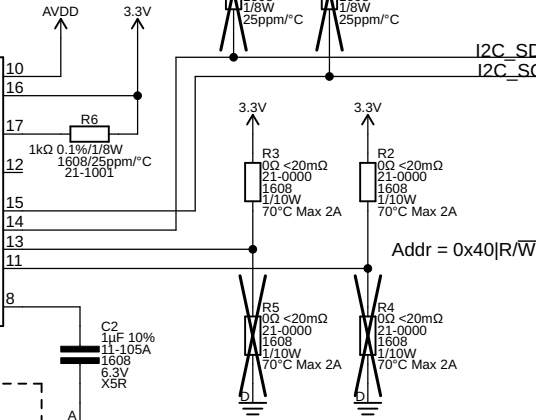 AVDD
3.3V
1/8W
25ppm/°C
1/8W
25ppm/°C
I2C_SD
I2C_SC
10
16
17
R6
1kΩ 0.1%/1/8W
1608/25ppm/°C
21-1001
12
15
14
13
11
8
3.3V
3.3V
R3
0Ω <20mΩ
21-0000
1608
1/10W
70°C Max 2A
R2
0Ω <20mΩ
21-0000
1608
1/10W
70°C Max 2A
Addr = 0x40|R/W
R5
0Ω <20mΩ
21-0000
1608
1/10W
70°C Max 2A
R4
0Ω <20mΩ
21-0000
1608
1/10W
70°C Max 2A
C2
1µF 10%
11-105A
1608
6.3V
X5R
D
D
A